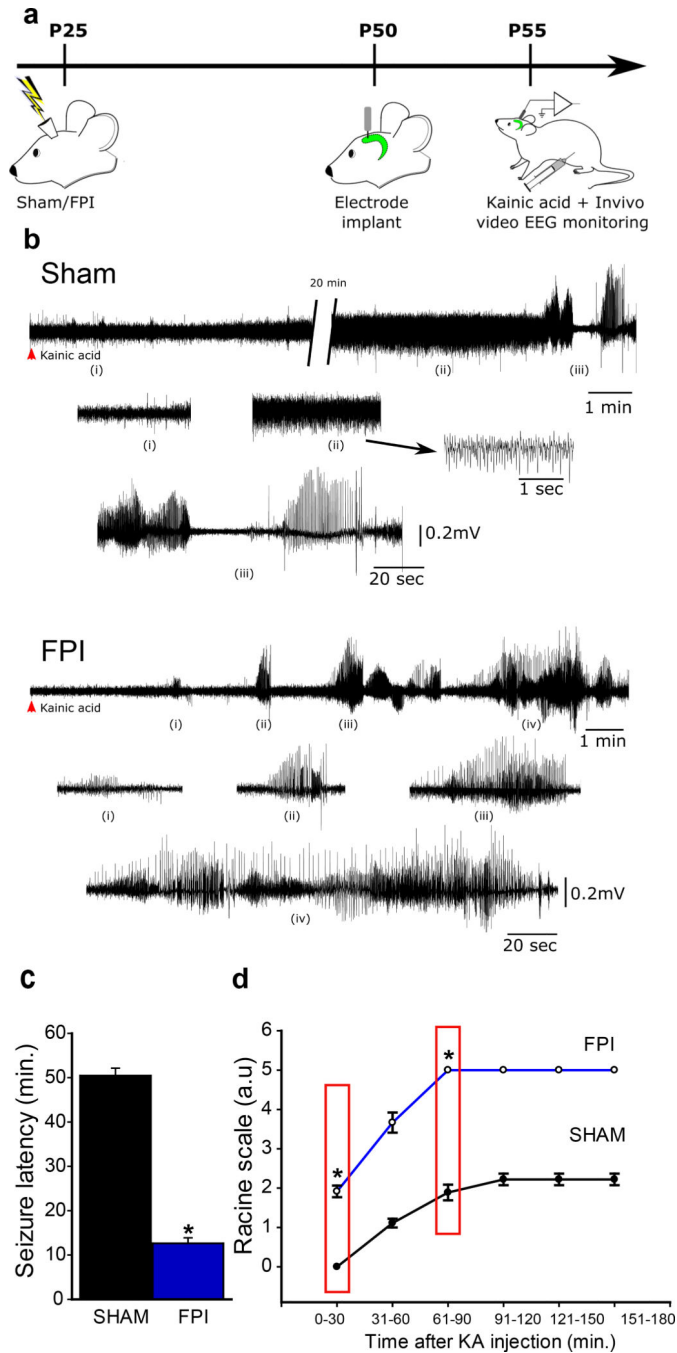 a
P25 P50 P55
Sham/FPI
Electrode
implant
Kainic acid + Invivo
video EEG monitoring
b
Sham
20 min
Kainic acid
(i) (ii) (iii)
1 min
(i) (ii)
1 sec
(iii)
0.2mV
20 sec
FPI
Kainic acid
(i) (ii) (iii) (iv)
1 min
(i) (ii) (iii)
(iv)
0.2mV
20 sec
c
Seizure latency (min.)
60
50
40
30
20
10
0
*
SHAM FPI
d
Racine scale (a.u)
6
5
4
3
2
1
0
* *
FPI
SHAM
0-30 31-60 61-90 91-120 121-150 151-180
Time after KA injection (min.)